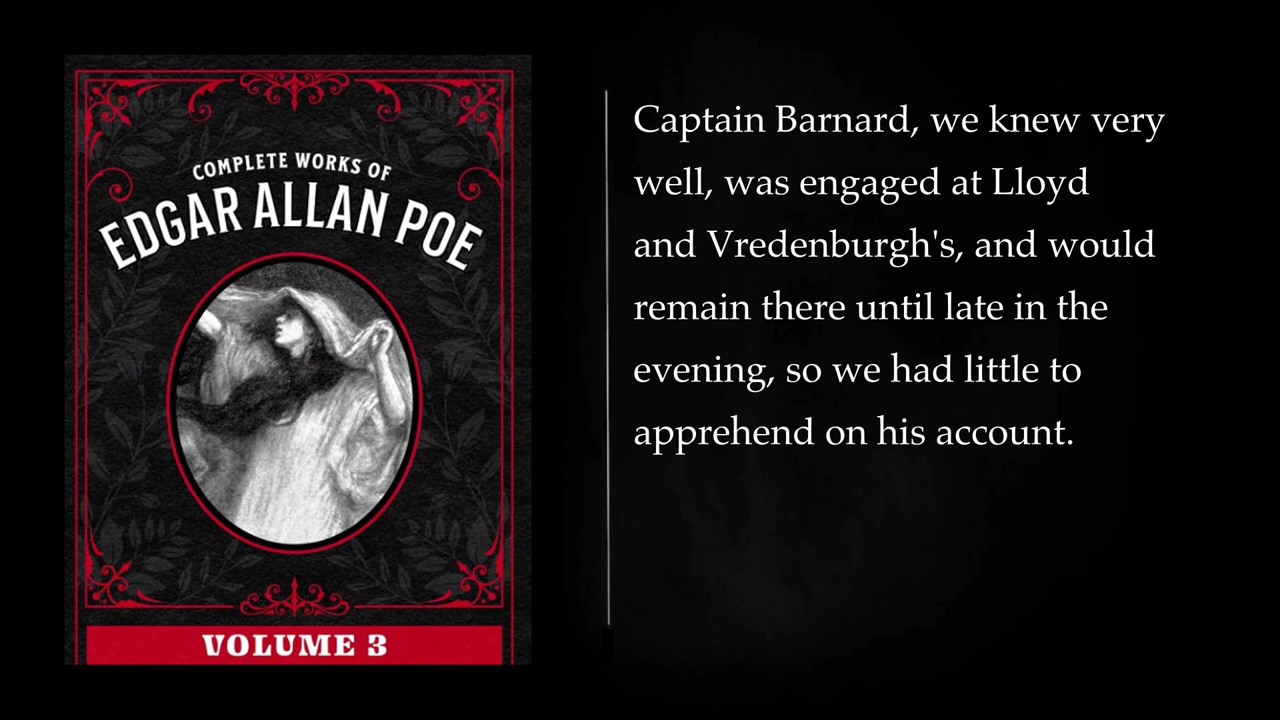 COMPLETE WORKS OF
EDGAR ALLAN POE
VOLUME 3
Captain Barnard, we knew very
well, was engaged at Lloyd
and Vredenburgh's, and would
remain there until late in the
evening, so we had little to
apprehend on his account.